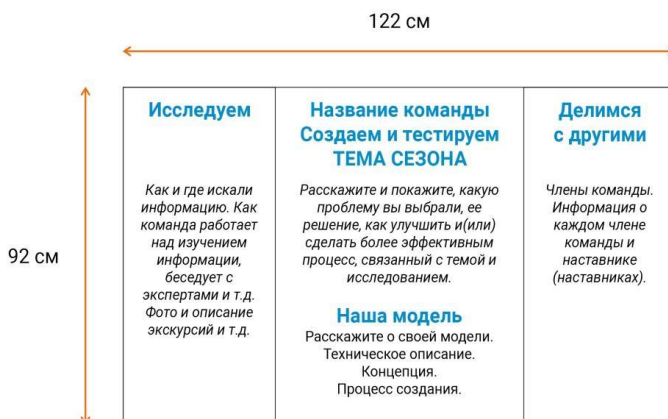 122 см
92 см
Исследуем
Как и где искали
информацию. Как
команда работает
над изучением
информации,
беседует с
экспертами и т.д.
Фото и описание
экскурсий и т.д.
Название команды
Создаем и тестируем
ТЕМА СЕЗОНА
Расскажите и покажите, какую
проблему вы выбрали, ее
решение, как улучшить и(или)
сделать более эффективным
процесс, связанный с темой и
исследованием.
Наша модель
Расскажите о своей модели.
Техническое описание.
Концепция.
Процесс создания.
Делимся
с другими
Члены команды.
Информация о
каждом члене
команды и
наставнике
(наставниках).